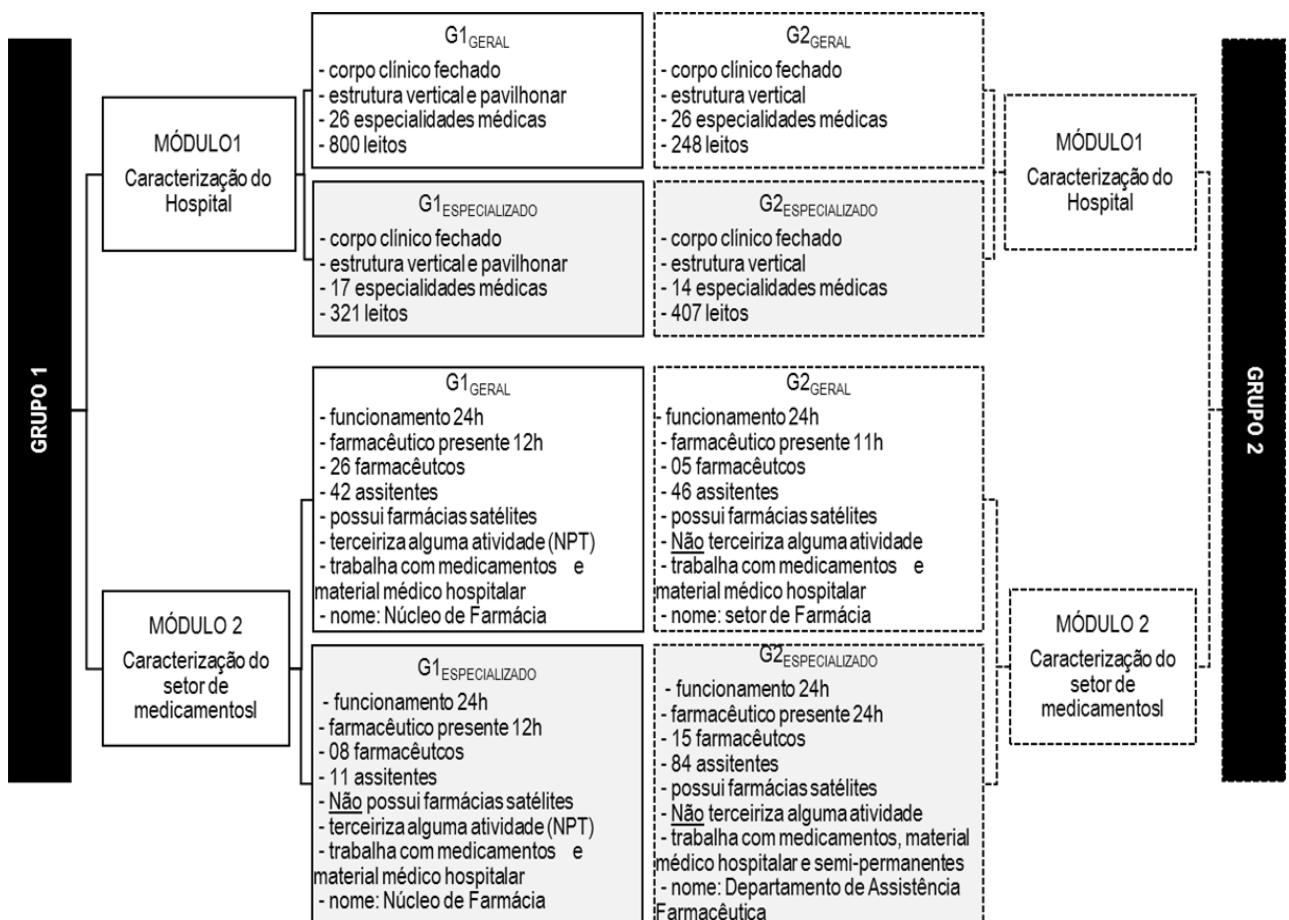 GRUPO 1
MÓDULO1
Caracterização do
Hospital
G1GERAL
- corpo clínico fechado
- estrutura vertical e pavilhonar
- 26 especialidades médicas
- 800 leitos
G2GERAL
- corpo clínico fechado
- estrutura vertical
- 26 especialidades médicas
- 248 leitos
MÓDULO1
Caracterização do
Hospital
G1ESPECIALIZADO
- corpo clínico fechado
- estrutura vertical e pavilhonar
- 17 especialidades médicas
- 321 leitos
G2ESPECIALIZADO
- corpo clínico fechado
- estrutura vertical
- 14 especialidades médicas
- 407 leitos
MÓDULO 2
Caracterização do
setor de
medicamentosl
G1GERAL
- funcionamento 24h
- farmacêutico presente 12h
- 26 farmacêutcos
- 42 assitentes
- possui farmácias satélites
- terceiriza alguma atividade (NPT)
- trabalha com medicamentos e
material médico hospitalar
- nome: Núcleo de Farmácia
G2GERAL
- funcionamento 24h
- farmacêutico presente 11h
- 05 farmacêutcos
- 46 assitentes
- possui farmácias satélites
- Não terceiriza alguma atividade
- trabalha com medicamentos e
material médico hospitalar
- nome: setor de Farmácia
MÓDULO 2
Caracterização do
setor de
medicamentosl
G1ESPECIALIZADO
- funcionamento 24h
- farmacêutico presente 12h
- 08 farmacêutcos
- 11 assitentes
- Não possui farmácias satélites
- terceiriza alguma atividade (NPT)
- trabalha com medicamentos e
material médico hospitalar
- nome: Núcleo de Farmácia
G2ESPECIALIZADO
- funcionamento 24h
- farmacêutico presente 24h
- 15 farmacêutcos
- 84 assitentes
- possui farmácias satélites
- Não terceiriza alguma atividade
- trabalha com medicamentos, material
médico hospitalar e semi-permanentes
- nome: Departamento de Assistência
Farmacêutica
GRUPO 2